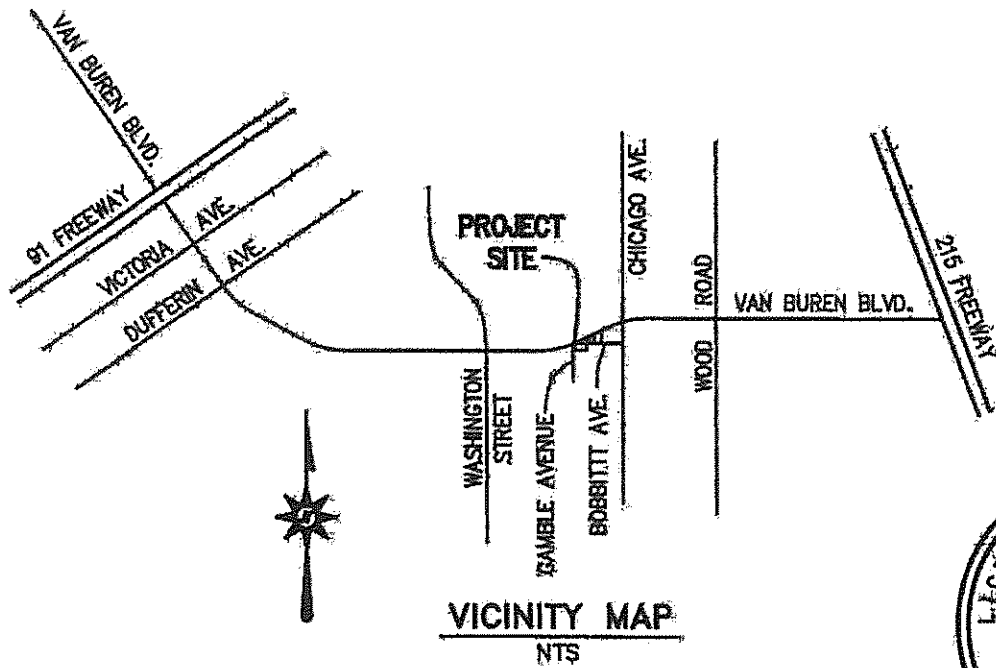 VAN BUREN BLVD.
91 FREEWAY
VICTORIA AVE.
DUFFERIN AVE.
PROJECT
SITE
CHICAGO AVE.
WOOD ROAD
VAN BUREN BLVD.
215 FREEWAY
WASHINGTON
STREET
GAMBLE AVENUE
BOBBITT AVE.
N
VICINITY MAP
NTS